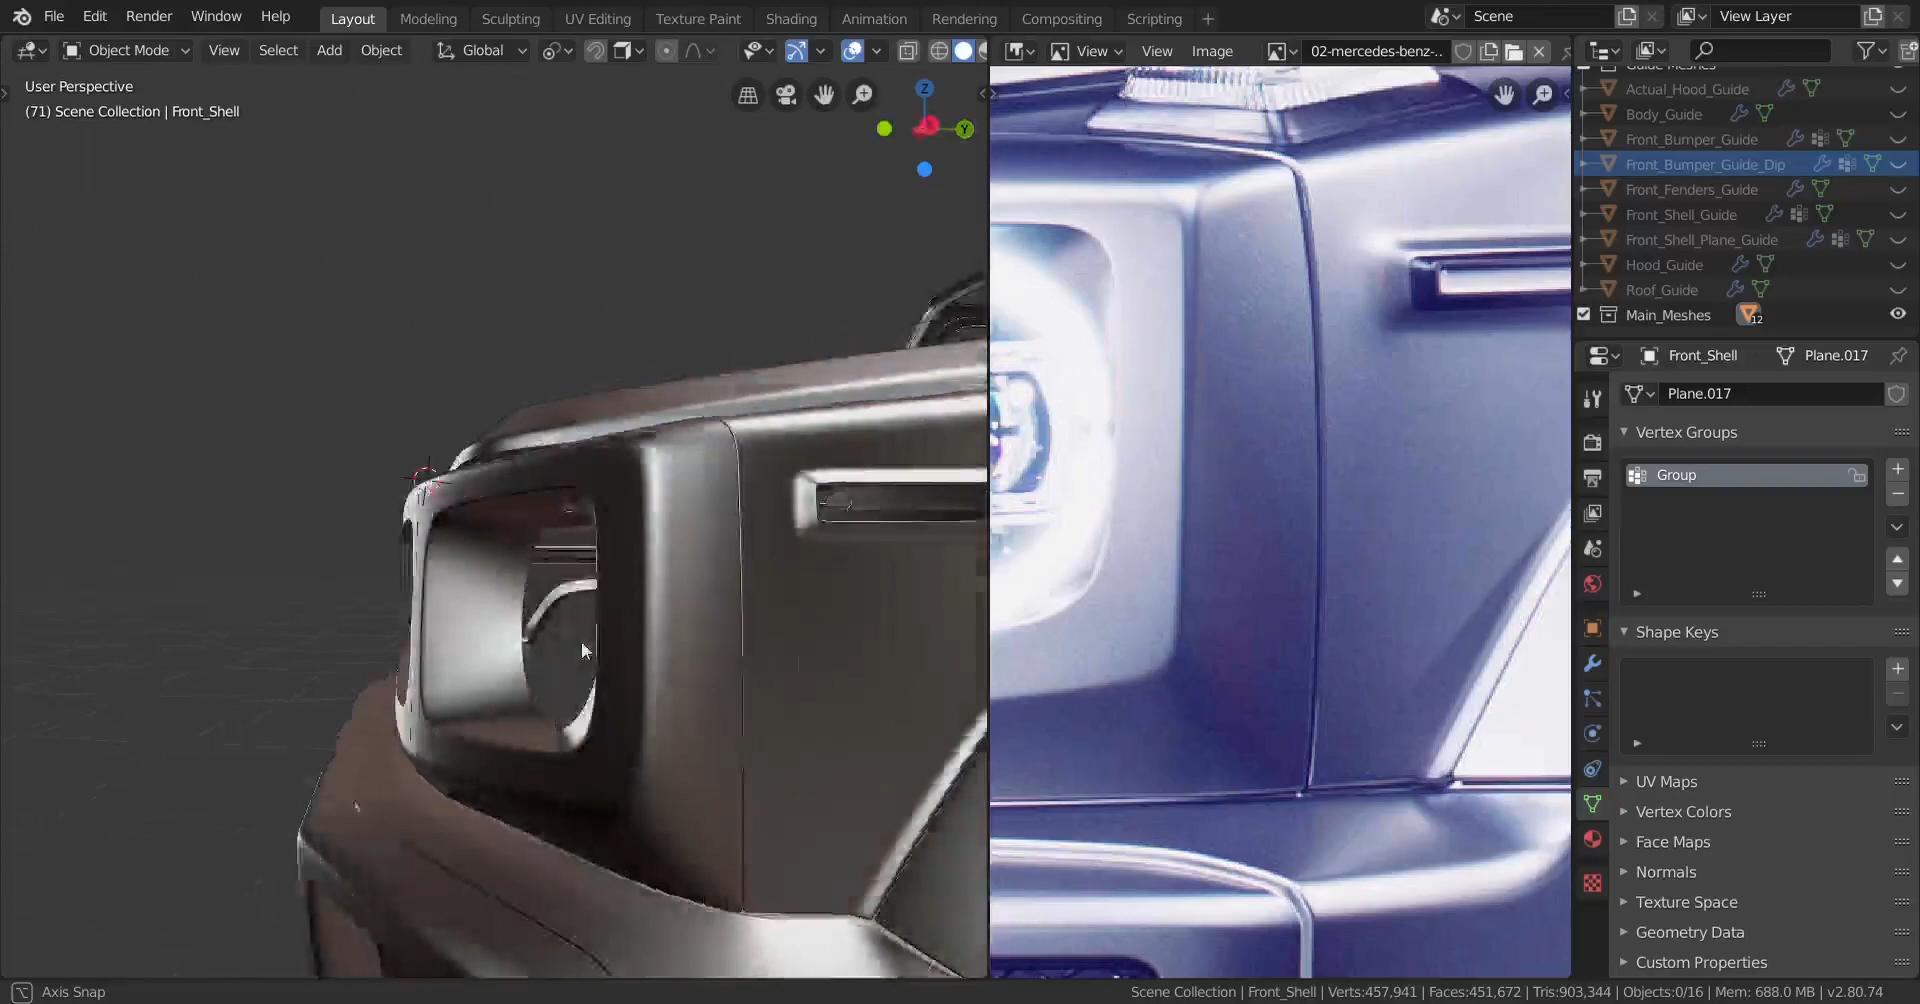 File Edit Render Window Help Layout Modeling Sculpting UV Editing Texture Paint Shading Animation Rendering Compositing Scripting + Scene View Layer
Object Mode View Select Add Object Global View View Image 02-mercedes-benz-..
User Perspective
(71) Scene Collection | Front_Shell
Z
Y
Actual_Hood_Guide
Body_Guide
Front_Bumper_Guide
Front_Bumper_Guide_Dip
Front_Fenders_Guide
Front_Shell_Guide
Front_Shell_Plane_Guide
Hood_Guide
Roof_Guide
Main_Meshes 12
Front_Shell Plane.017
Plane.017
Vertex Groups
Group
Shape Keys
UV Maps
Vertex Colors
Face Maps
Normals
Texture Space
Geometry Data
Custom Properties
Axis Snap
Scene Collection | Front_Shell | Verts:457,941 | Faces:451,672 | Tris:903,344 | Objects:0/16 | Mem: 688.0 MB | v2.80.74